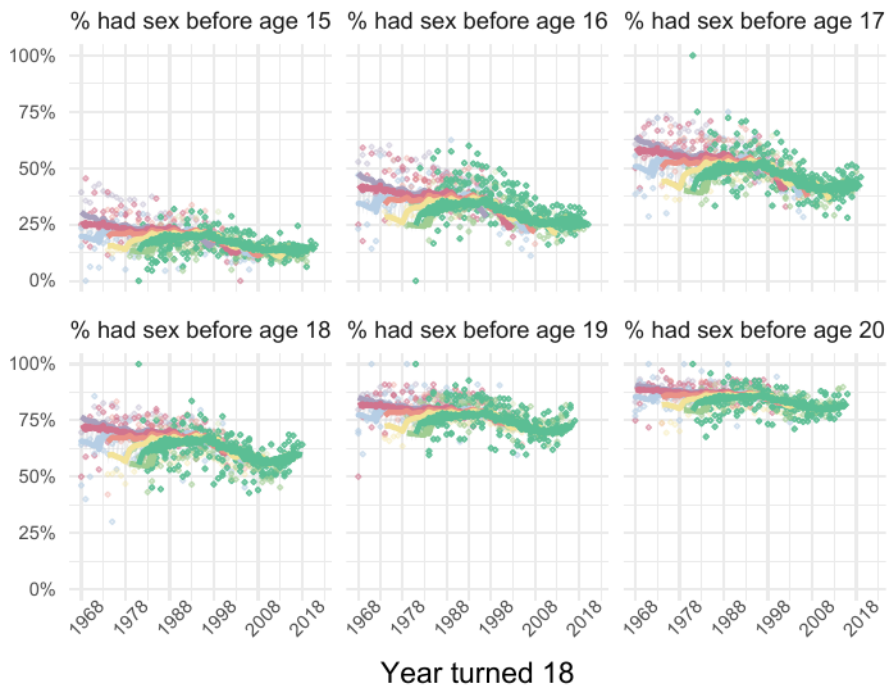 % had sex before age 15 % had sex before age 16 % had sex before age 17
100%
75%
50%
25%
0%
% had sex before age 18 % had sex before age 19 % had sex before age 20
100%
75%
50%
25%
0%
1968 1978 1988 1998 2008 2018 1968 1978 1988 1998 2008 2018 1968 1978 1988 1998 2008 2018
Year turned 18